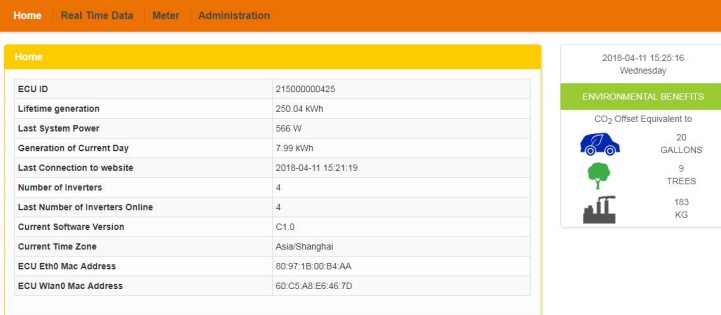 Home Real Time Data Meter Administration
Home
ECU ID 215000000425
Lifetime generation 250.04 kWh
Last System Power 566 W
Generation of Current Day 7.99 kWh
Last Connection to website 2018-04-11 15:21:19
Number of Inverters 4
Last Number of Inverters Online 4
Current Software Version C1.0
Current Time Zone Asia/Shanghai
ECU Eth0 Mac Address 80:97:1B:00:B4:AA
ECU Wlan0 Mac Address 60:C5:A8:E6:46:7D
2018-04-11 15:25:16
Wednesday
ENVIRONMENTAL BENEFITS
CO2 Offset Equivalent to
20
GALLONS
9
TREES
183
KG